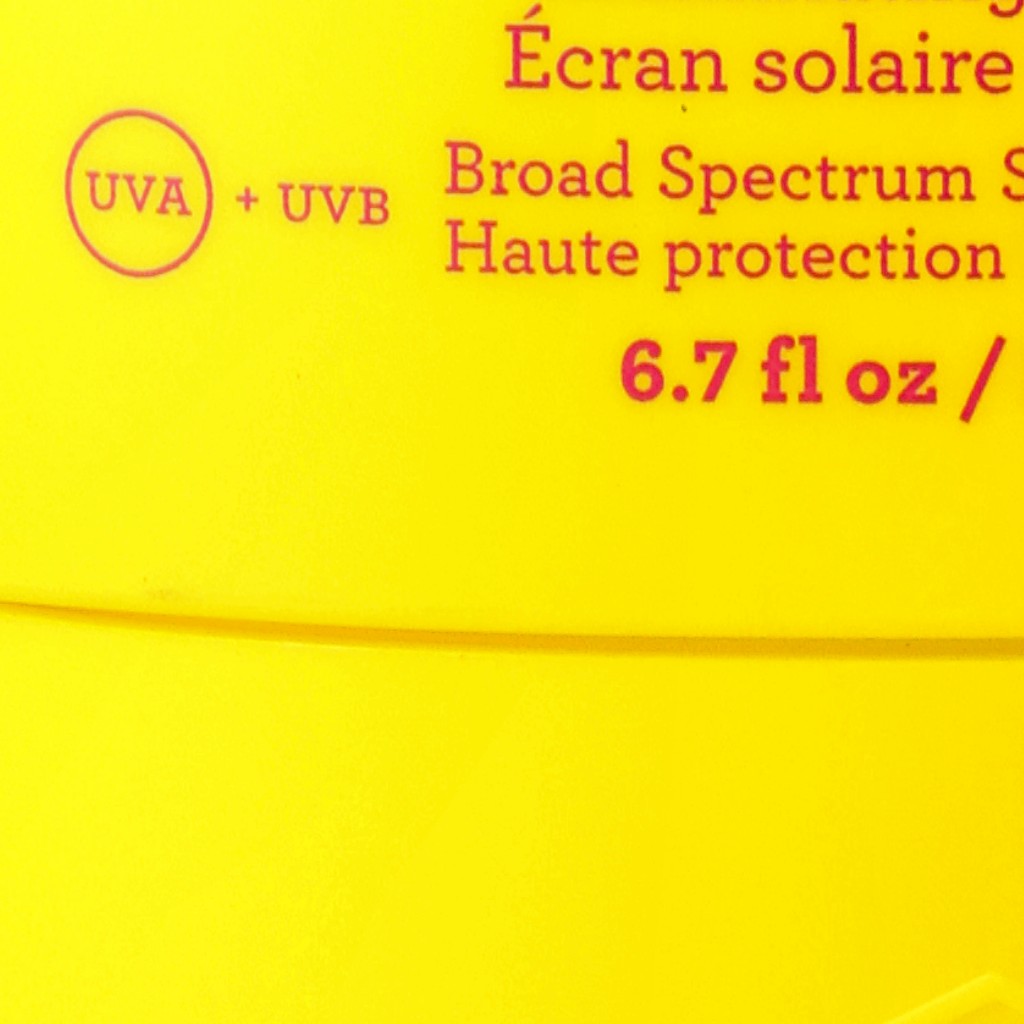 Écran solaire
UVA + UVB
Broad Spectrum
Haute protection
6.7 fl oz /